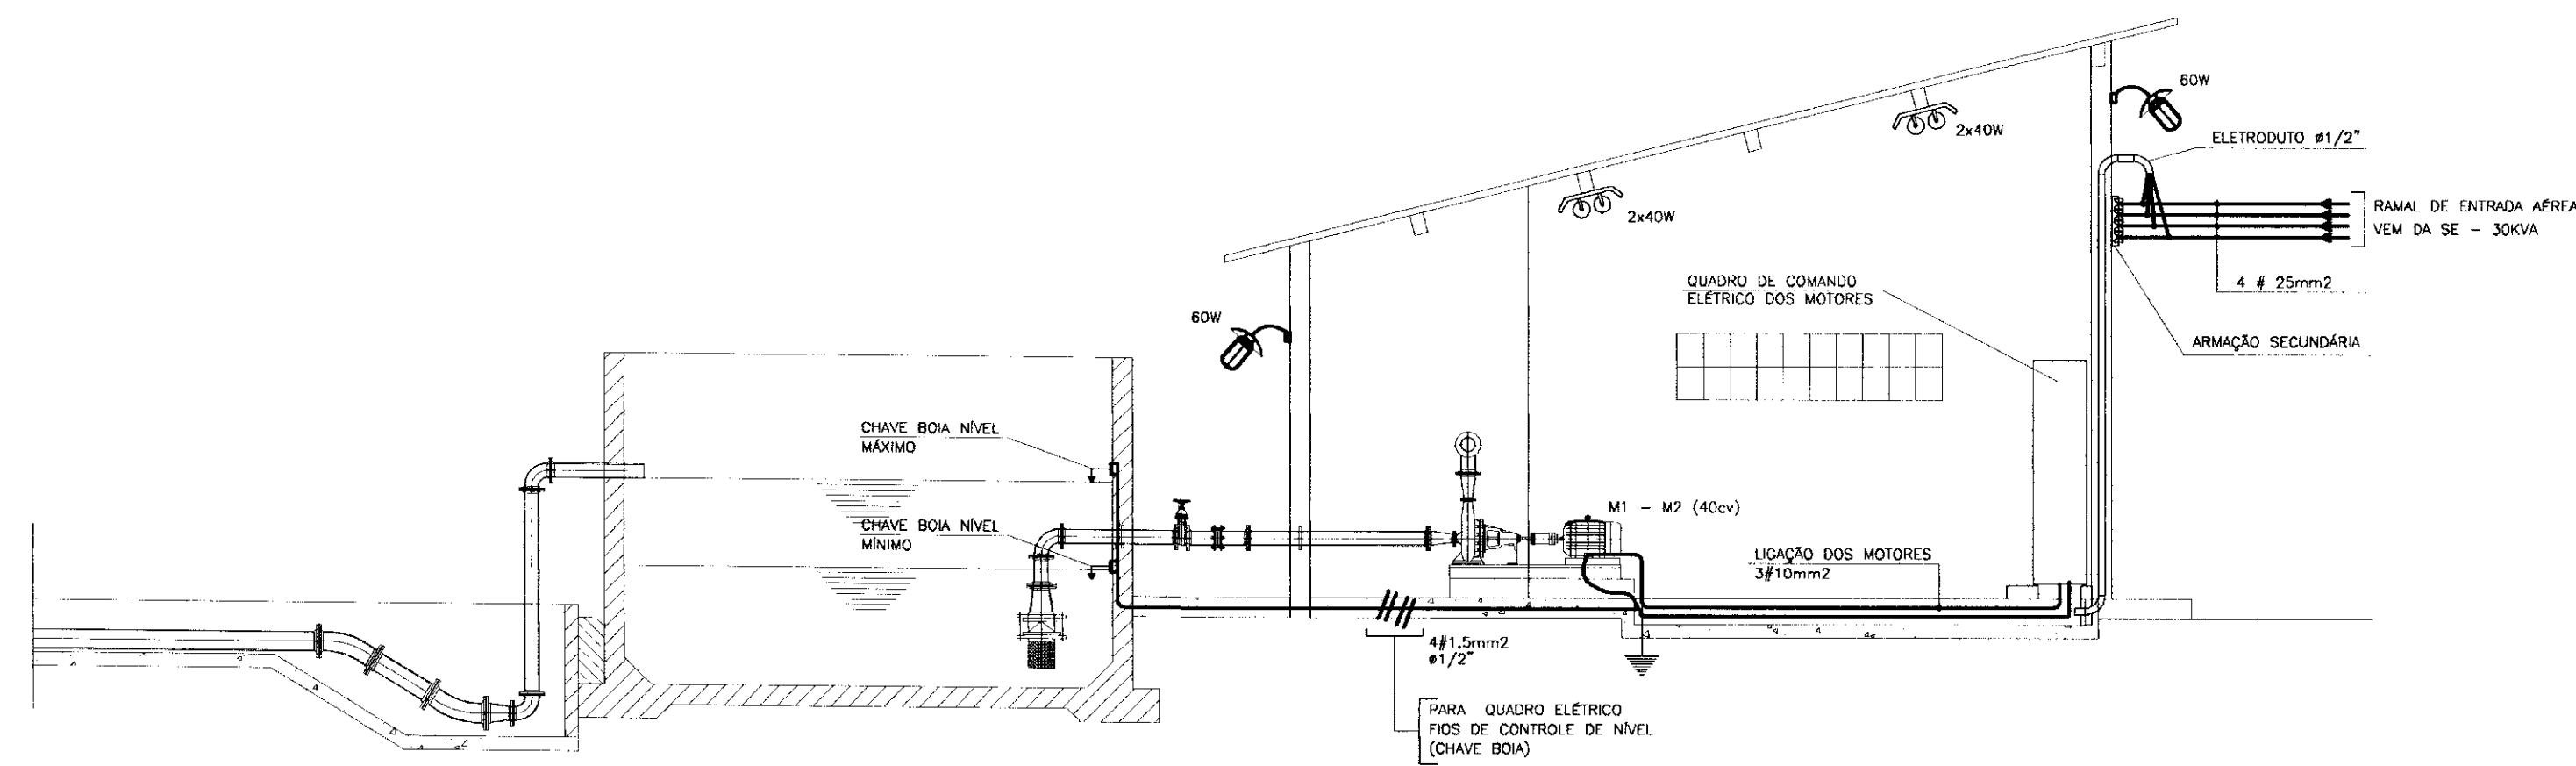 60W
2x40W
ELETRODUTO ø1/2"
2x40W
RAMAL DE ENTRADA AÉREA
VEM DA SE - 30KVA
QUADRO DE COMANDO
ELÉTRICO DOS MOTORES
4 # 25mm2
60W
ARMAÇÃO SECUNDÁRIA
CHAVE BOIA NÍVEL
MÁXIMO
M1 - M2 (40cv)
CHAVE BOIA NÍVEL
MÍNIMO
LIGAÇÃO DOS MOTORES
3#10mm2
4#1,5mm2
ø1/2"
PARA QUADRO ELÉTRICO
FIOS DE CONTROLE DE NÍVEL
(CHAVE BOIA)